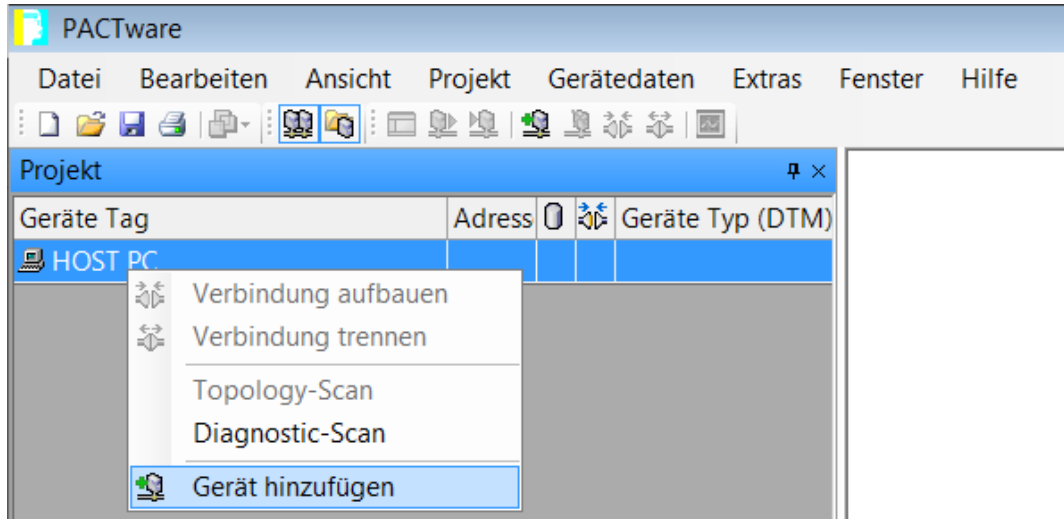 PACTware
Datei Bearbeiten Ansicht Projekt Gerätedaten Extras Fenster Hilfe
Projekt
Geräte Tag Adress Geräte Typ (DTM)
HOST PC
Verbindung aufbauen
Verbindung trennen
Topology-Scan
Diagnostic-Scan
Gerät hinzufügen